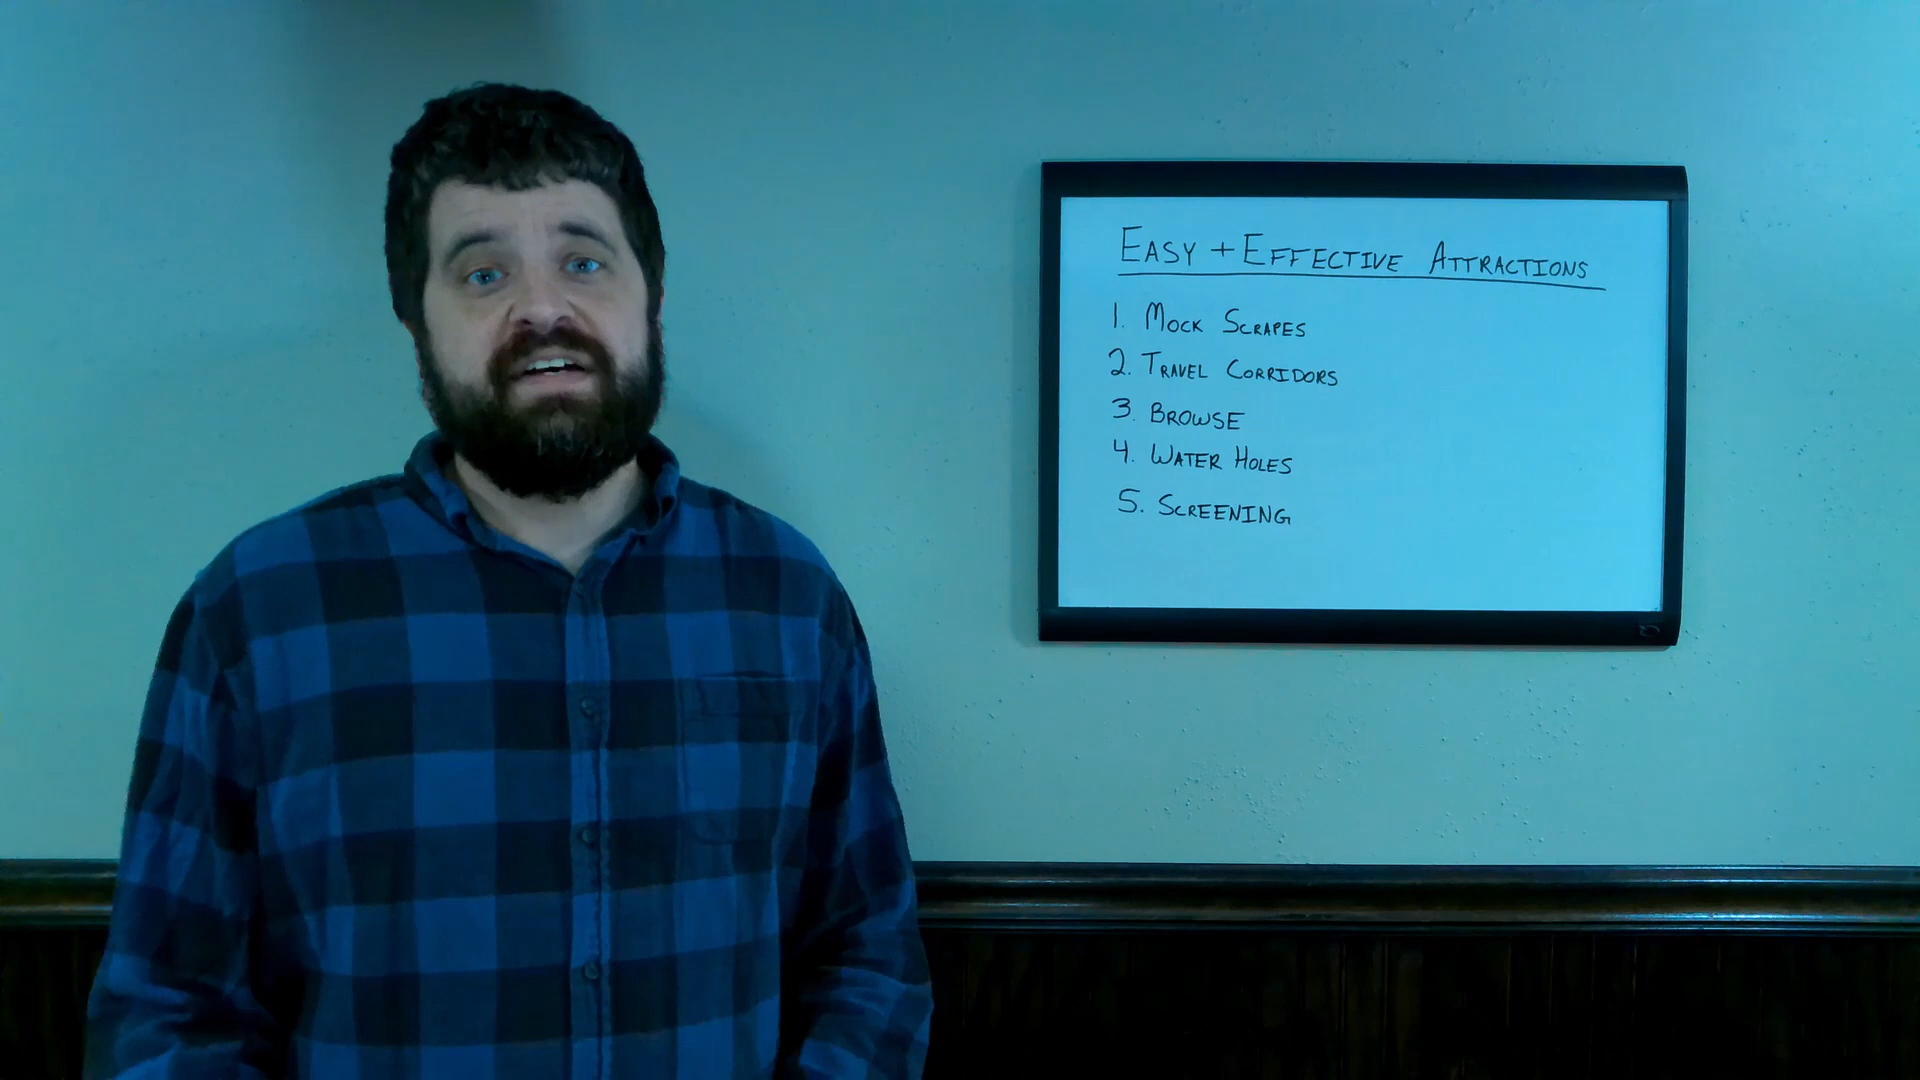 EASY + EFFECTIVE ATTRACTIONS
1. MOCK SCRAPES
2. TRAVEL CORRIDORS
3. BROWSE
4. WATER HOLES
5. SCREENING